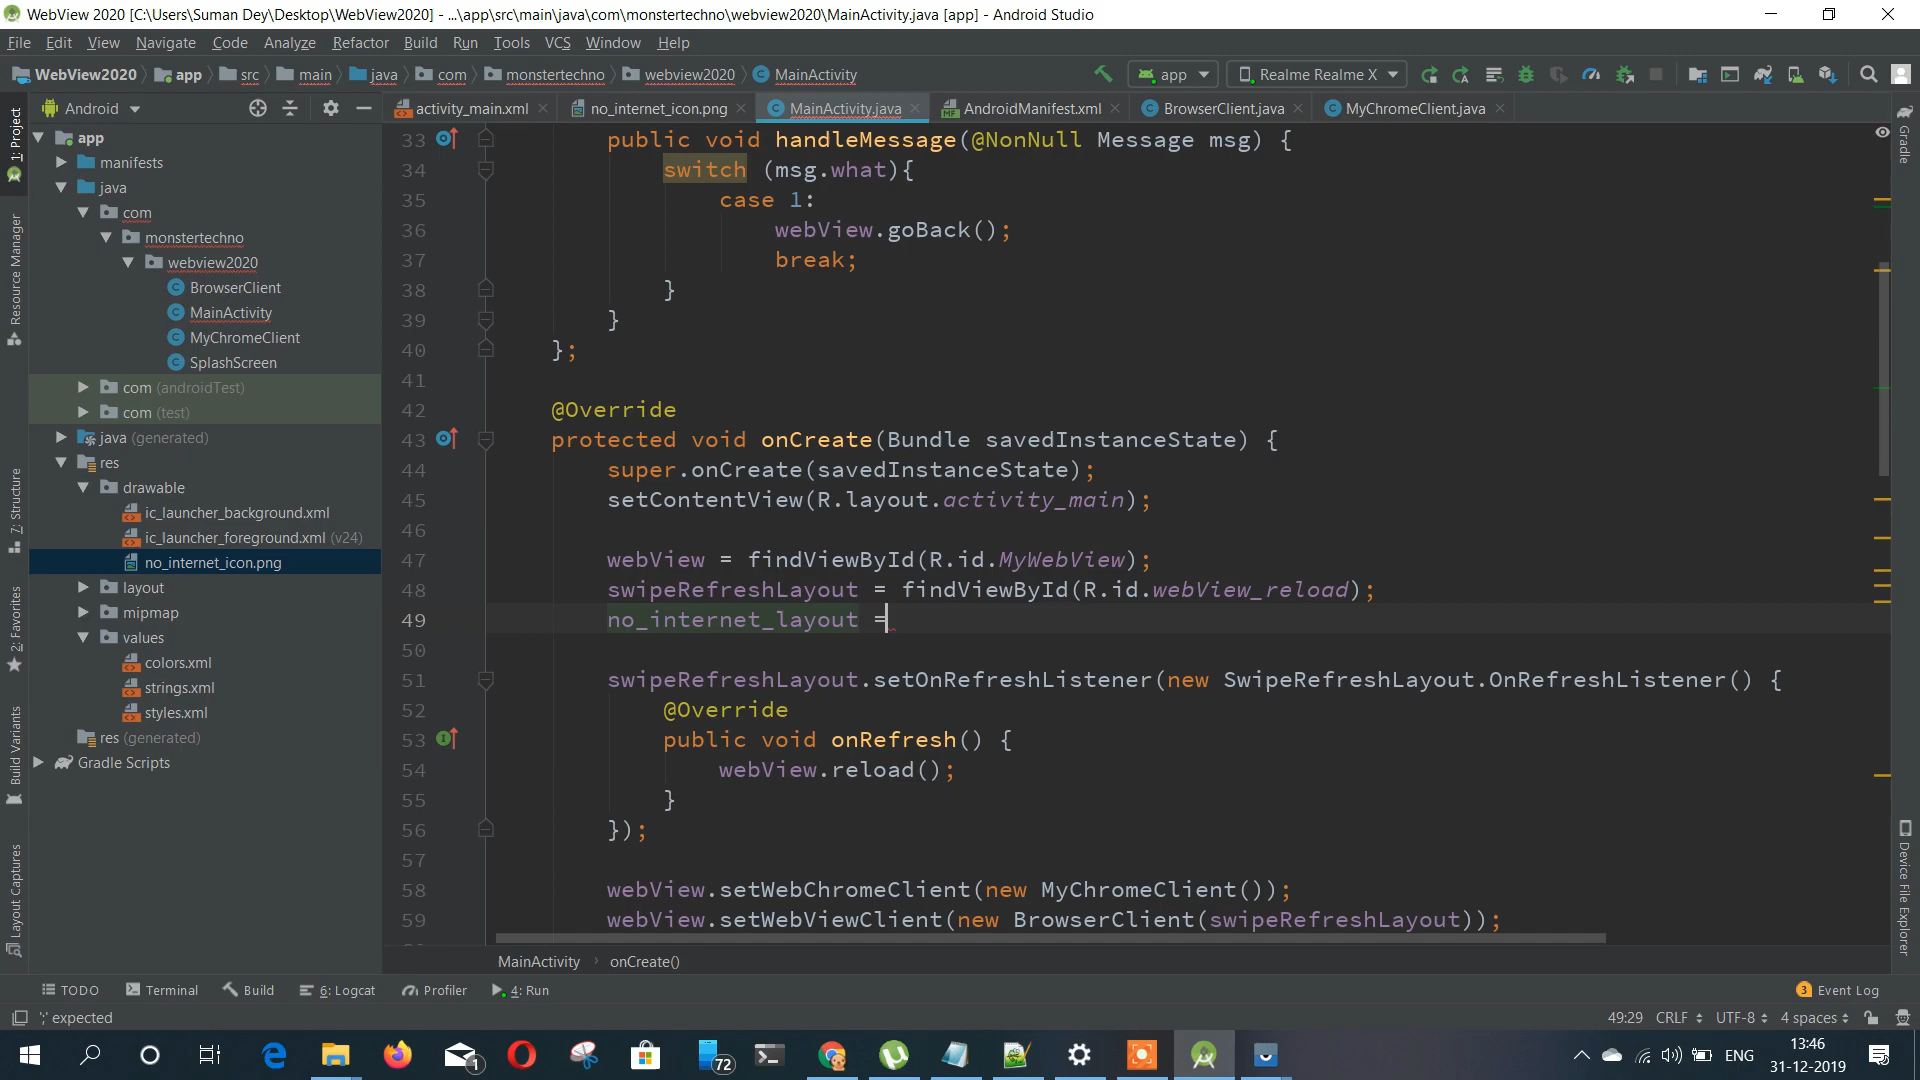 WebView 2020 [C:\Users\Suman Dey\Desktop\WebView2020] - ...\app\src\main\java\com\monstertechno\webview2020\MainActivity.java [app] - Android Studio
File Edit View Navigate Code Analyze Refactor Build Run Tools VCS Window Help
WebView2020 app src main java com monstertechno webview2020 MainActivity app Realme Realme X
Android activity_main.xml no_internet_icon.png MainActivity.java AndroidManifest.xml BrowserClient.java MyChromeClient.java
1: Project
Resource Manager
7: Structure
2: Favorites
Build Variants
Layout Captures
app
manifests
java
com
monstertechno
webview2020
BrowserClient
MainActivity
MyChromeClient
SplashScreen
com (androidTest)
com (test)
java (generated)
res
drawable
ic_launcher_background.xml
ic_launcher_foreground.xml (v24)
no_internet_icon.png
layout
mipmap
values
colors.xml
strings.xml
styles.xml
res (generated)
Gradle Scripts
33 public void handleMessage(@NonNull Message msg) {
34 switch (msg.what){
35 case 1:
36 webView.goBack();
37 break;
38 }
39 }
40 };
41
42 @Override
43 protected void onCreate(Bundle savedInstanceState) {
44 super.onCreate(savedInstanceState);
45 setContentView(R.layout.activity_main);
46
47 webView = findViewById(R.id.MyWebView);
48 swipeRefreshLayout = findViewById(R.id.webView_reload);
49 no_internet_layout =
50
51 swipeRefreshLayout.setOnRefreshListener(new SwipeRefreshLayout.OnRefreshListener() {
52 @Override
53 public void onRefresh() {
54 webView.reload();
55 }
56 });
57
58 webView.setWebChromeClient(new MyChromeClient());
59 webView.setWebViewClient(new BrowserClient(swipeRefreshLayout));
Gradle
Device File Explorer
MainActivity › onCreate()
TODO Terminal Build 6: Logcat Profiler 4: Run 3 Event Log
';' expected 49:29 CRLF UTF-8 4 spaces
1 72 ENG 13:46
31-12-2019